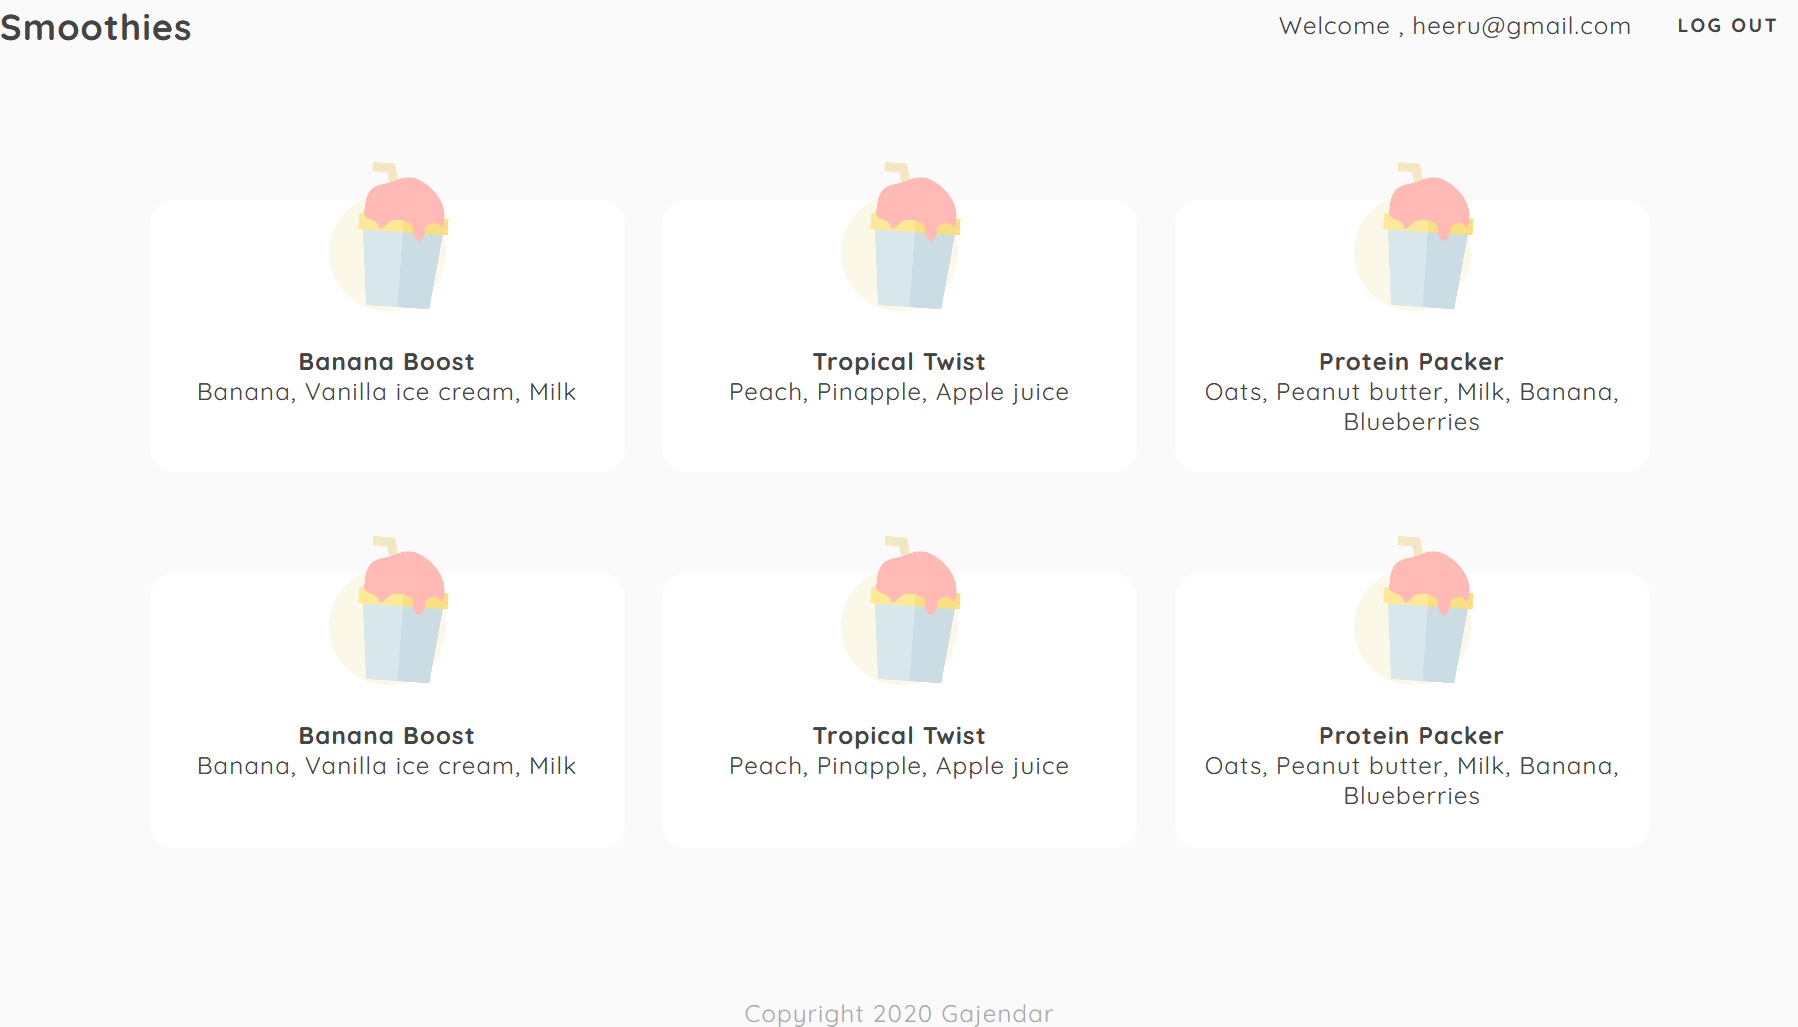 Smoothies
Welcome , heeru@gmail.com
LOG OUT
Banana Boost
Banana, Vanilla ice cream, Milk
Tropical Twist
Peach, Pinapple, Apple juice
Protein Packer
Oats, Peanut butter, Milk, Banana,
Blueberries
Banana Boost
Banana, Vanilla ice cream, Milk
Tropical Twist
Peach, Pinapple, Apple juice
Protein Packer
Oats, Peanut butter, Milk, Banana,
Blueberries
Copyright 2020 Gajendar